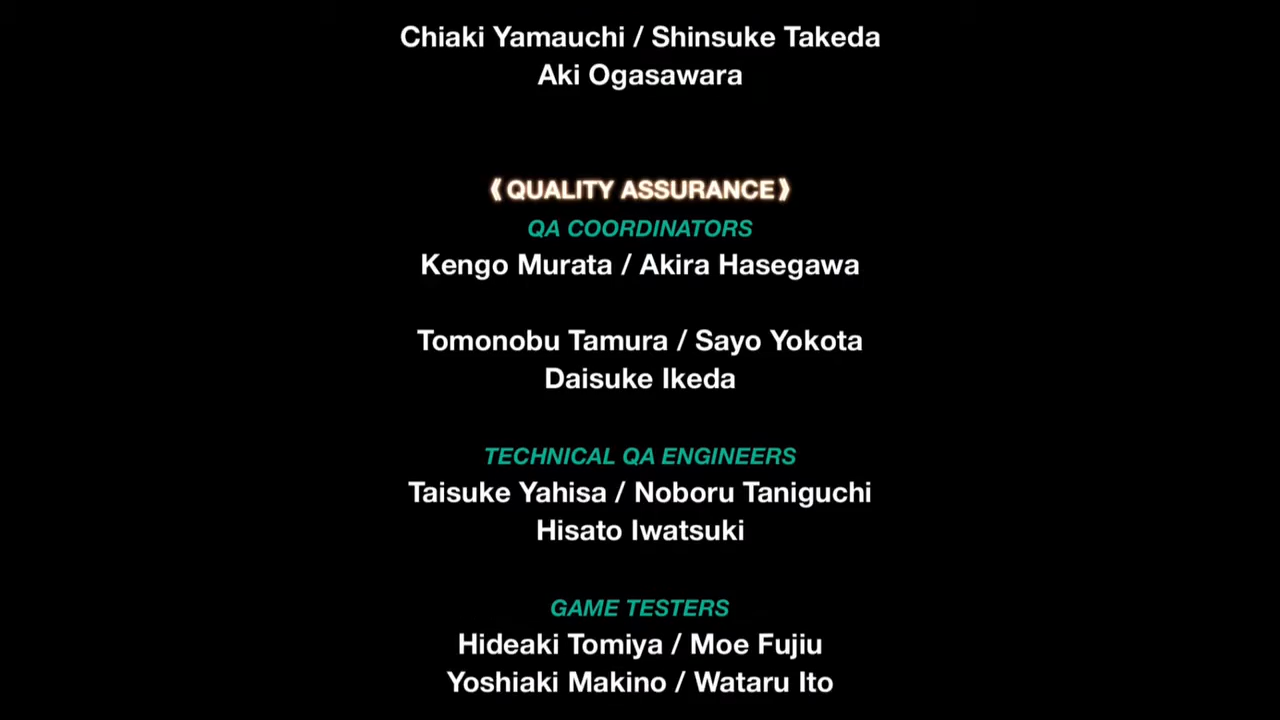 Chiaki Yamauchi / Shinsuke Takeda
Aki Ogasawara
《QUALITY ASSURANCE》
QA COORDINATORS
Kengo Murata / Akira Hasegawa
Tomonobu Tamura / Sayo Yokota
Daisuke Ikeda
TECHNICAL QA ENGINEERS
Taisuke Yahisa / Noboru Taniguchi
Hisato Iwatsuki
GAME TESTERS
Hideaki Tomiya / Moe Fujiu
Yoshiaki Makino / Wataru Ito